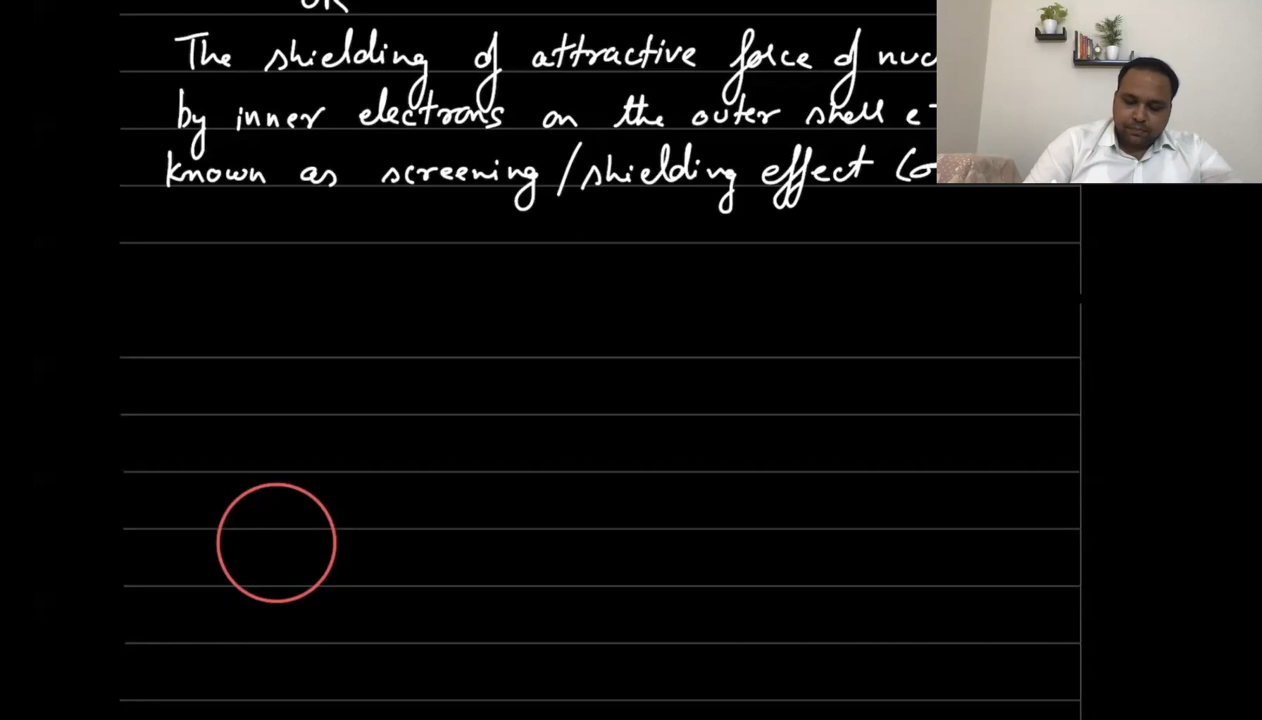 OR
The shielding of attractive force of nuc
by inner electrons on the outer shell e⁻
known as screening/shielding effect (σ